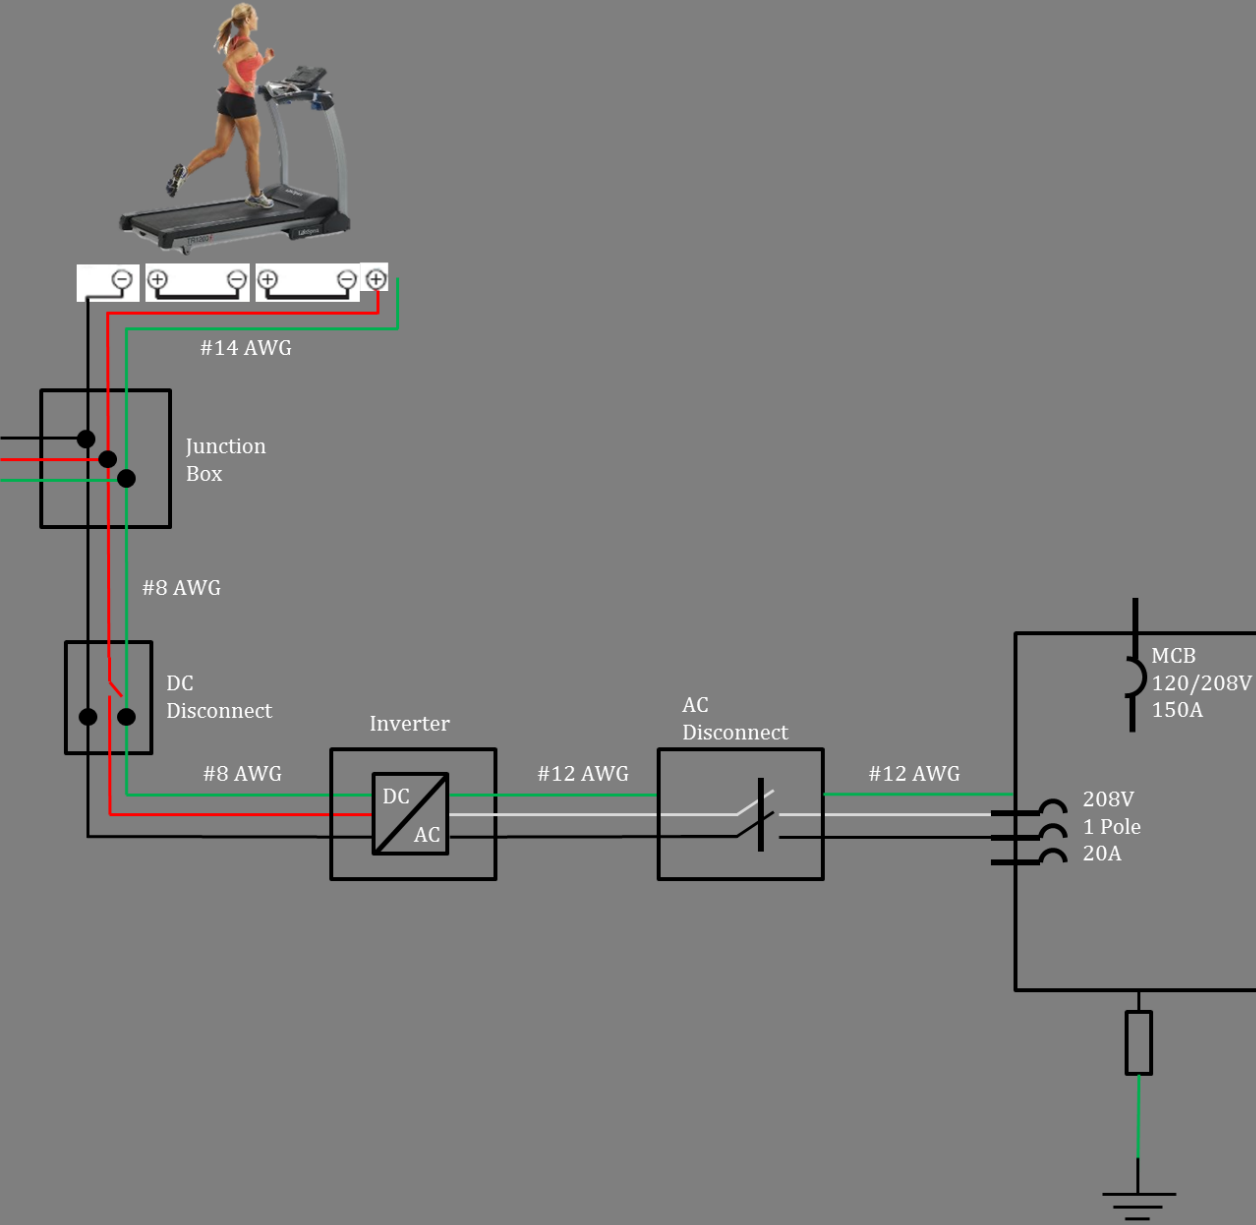 #14 AWG
Junction
Box
#8 AWG
DC
Disconnect
Inverter
AC
Disconnect
#8 AWG
#12 AWG
#12 AWG
DC
AC
MCB
120/208V
150A
208V
1 Pole
20A